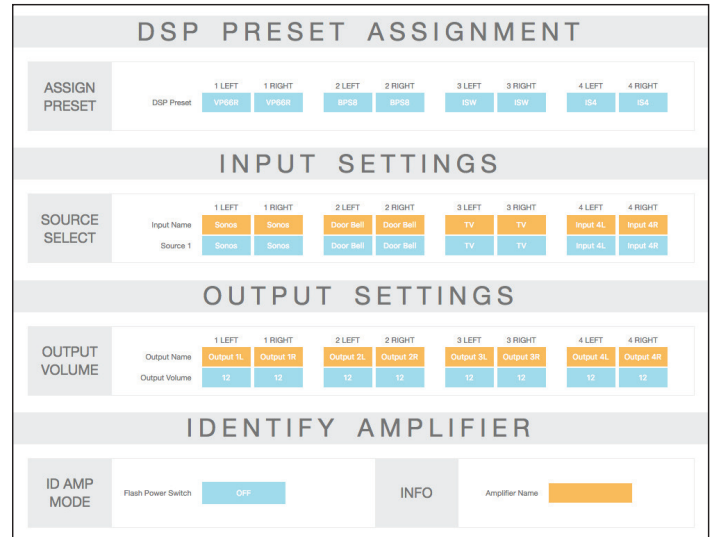 DSP PRESET ASSIGNMENT
ASSIGN PRESET
1 LEFT 1 RIGHT 2 LEFT 2 RIGHT 3 LEFT 3 RIGHT 4 LEFT 4 RIGHT
DSP Preset VP66R VP66R BPS8 BPS8 ISW ISW IS4 IS4
INPUT SETTINGS
SOURCE SELECT
1 LEFT 1 RIGHT 2 LEFT 2 RIGHT 3 LEFT 3 RIGHT 4 LEFT 4 RIGHT
Input Name Sonos Sonos Door Bell Door Bell TV TV Input 4L Input 4R
Source 1 Sonos Sonos Door Bell Door Bell TV TV Input 4L Input 4R
OUTPUT SETTINGS
OUTPUT VOLUME
1 LEFT 1 RIGHT 2 LEFT 2 RIGHT 3 LEFT 3 RIGHT 4 LEFT 4 RIGHT
Output Name Output 1L Output 1R Output 2L Output 2R Output 3L Output 3R Output 4L Output 4R
Output Volume 12 12 12 12 12 12 12 12
IDENTIFY AMPLIFIER
ID AMP MODE
Flash Power Switch OFF
INFO
Amplifier Name